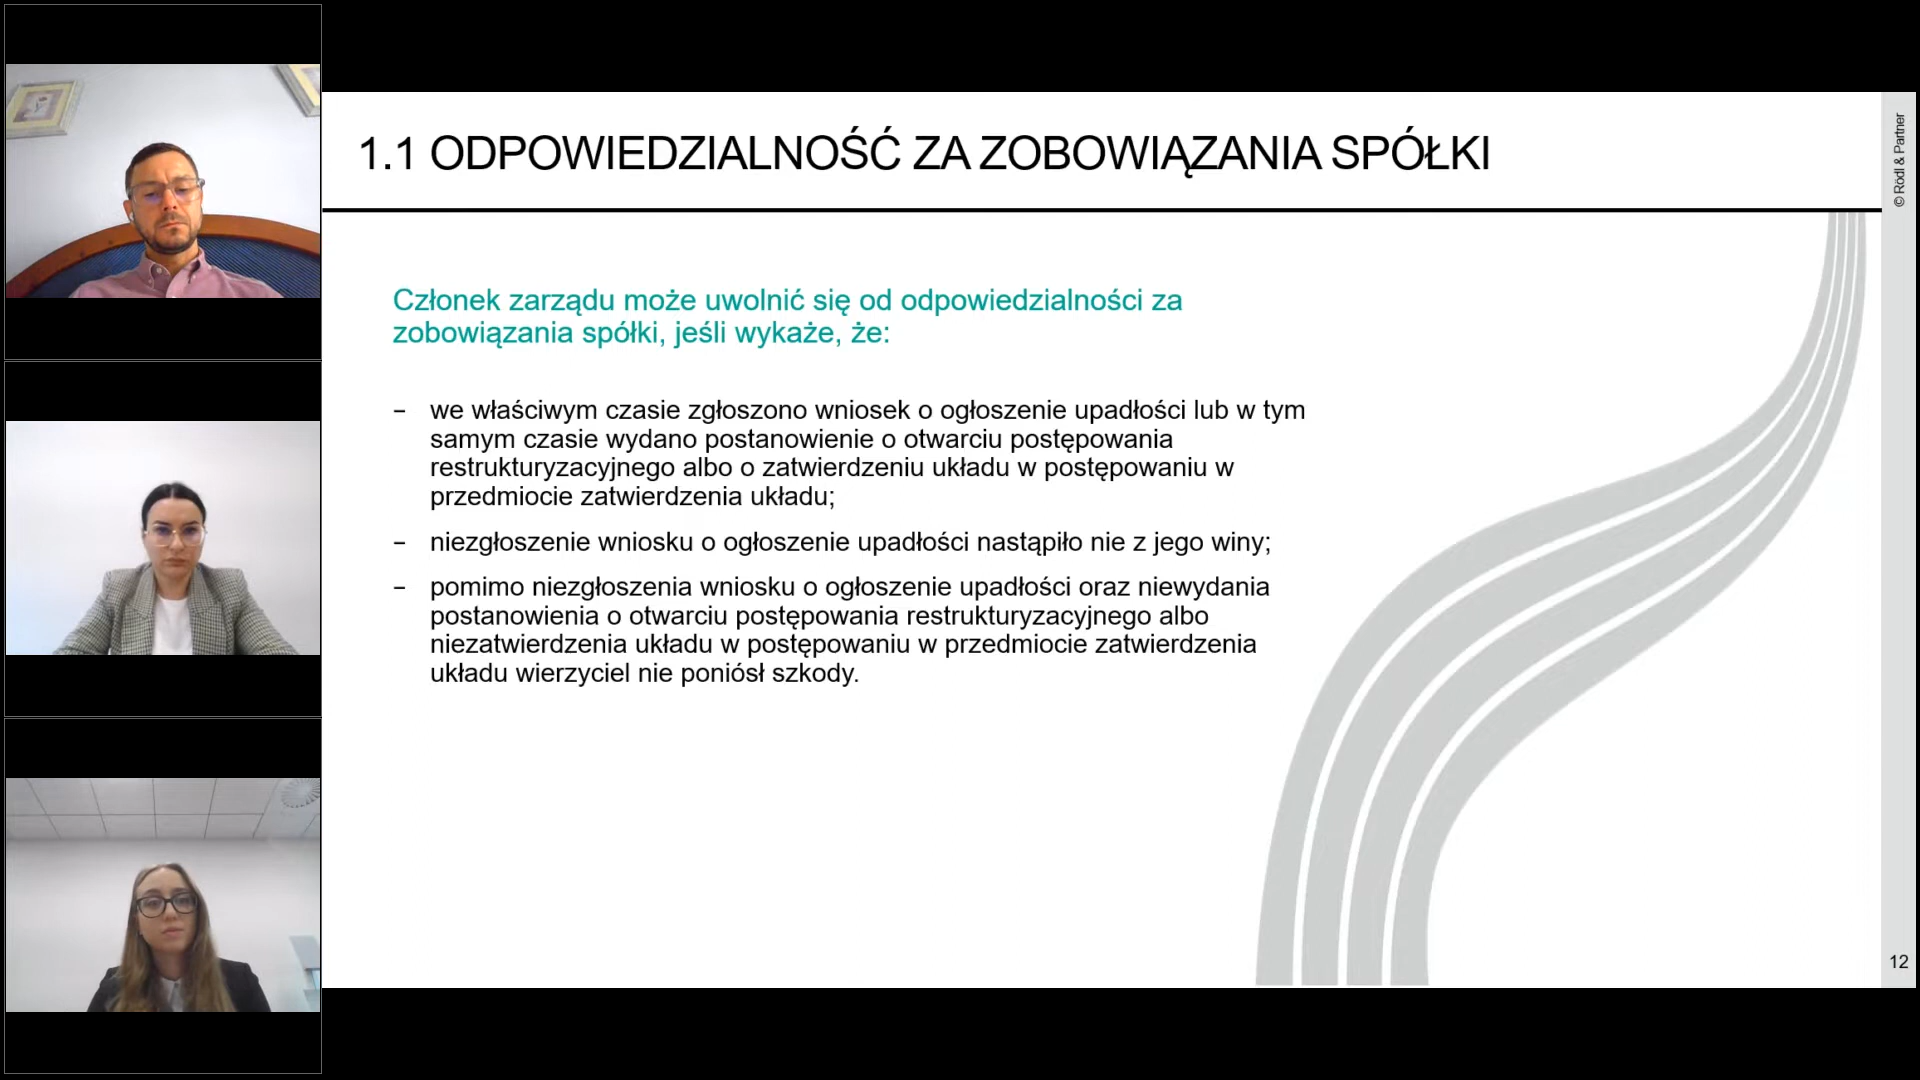 1.1 ODPOWIEDZIALNOŚĆ ZA ZOBOWIĄZANIA SPÓŁKI
© Rödl & Partner
Członek zarządu może uwolnić się od odpowiedzialności za
zobowiązania spółki, jeśli wykaże, że:
– we właściwym czasie zgłoszono wniosek o ogłoszenie upadłości lub w tym
samym czasie wydano postanowienie o otwarciu postępowania
restrukturyzacyjnego albo o zatwierdzeniu układu w postępowaniu w
przedmiocie zatwierdzenia układu;
– niezgłoszenie wniosku o ogłoszenie upadłości nastąpiło nie z jego winy;
– pomimo niezgłoszenia wniosku o ogłoszenie upadłości oraz niewydania
postanowienia o otwarciu postępowania restrukturyzacyjnego albo
niezatwierdzenia układu w postępowaniu w przedmiocie zatwierdzenia
układu wierzyciel nie poniósł szkody.
12